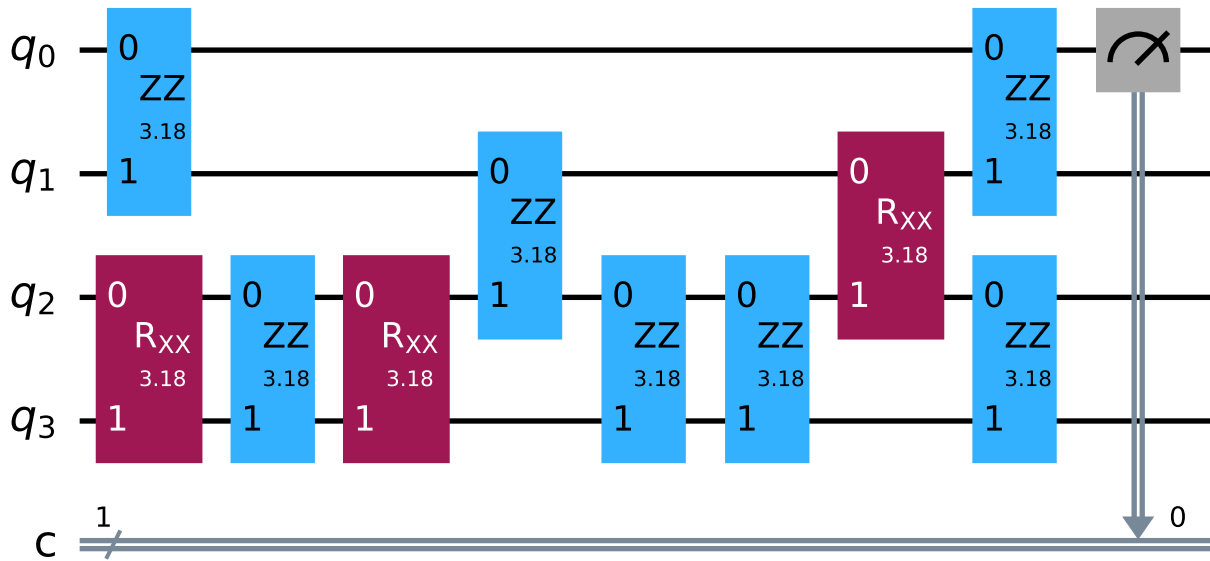 q0 0 ZZ 3.18 1 0 ZZ 3.18 1
q1 0 ZZ 3.18 1 0 RXX 3.18 1
q2 0 RXX 3.18 1 0 ZZ 3.18 1 0 RXX 3.18 1 0 ZZ 3.18 1 0 ZZ 3.18 1 0 ZZ 3.18 1
q3
c 1 0